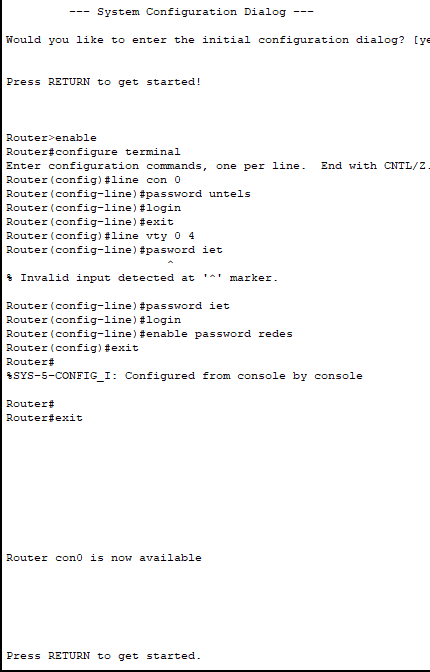 --- System Configuration Dialog ---
Would you like to enter the initial configuration dialog? [ye
Press RETURN to get started!
Router>enable
Router#configure terminal
Enter configuration commands, one per line.  End with CNTL/Z.
Router(config)#line con 0
Router(config-line)#password untels
Router(config-line)#login
Router(config-line)#exit
Router(config)#line vty 0 4
Router(config-line)#pasword iet
^
% Invalid input detected at '^' marker.
Router(config-line)#password iet
Router(config-line)#login
Router(config-line)#enable password redes
Router(config)#exit
Router#
%SYS-5-CONFIG_I: Configured from console by console
Router#
Router#exit
Router con0 is now available
Press RETURN to get started.